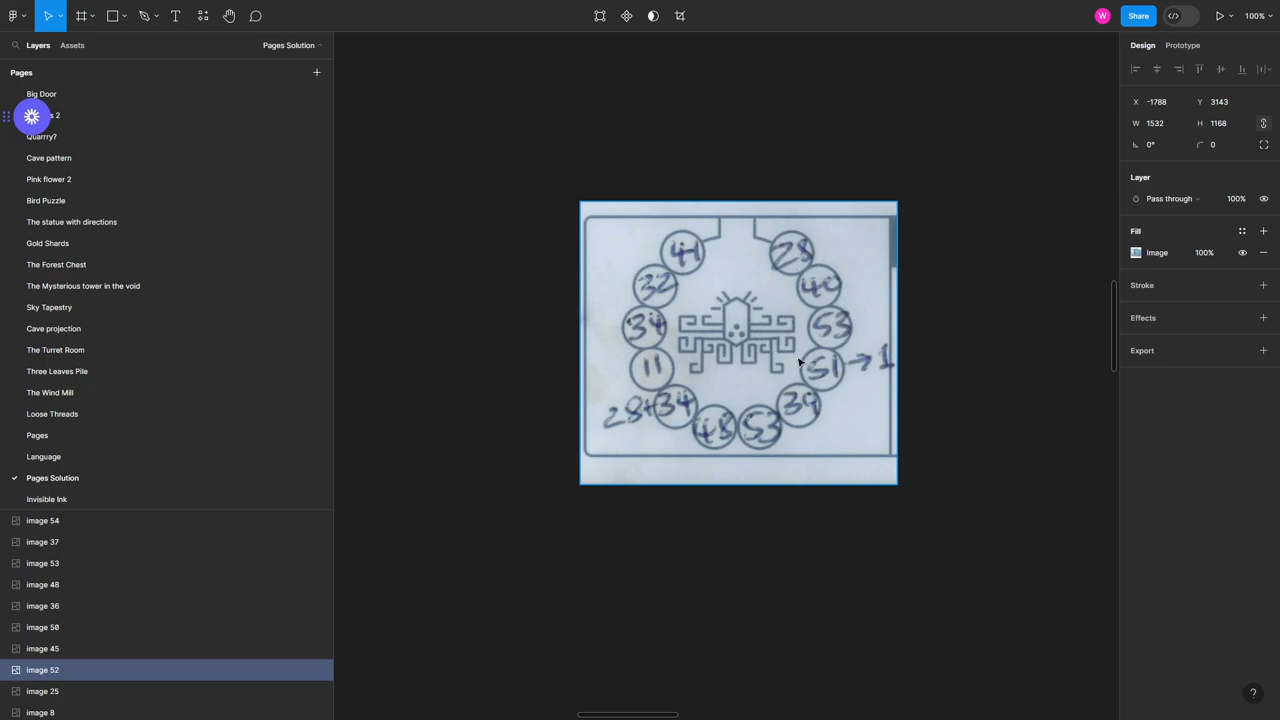 W
Share
100%
Layers
Assets
Pages Solution
Pages
Big Door
s 2
Quarrry?
Cave pattern
Pink flower 2
Bird Puzzle
The statue with directions
Gold Shards
The Forest Chest
The Mysterious tower in the void
Sky Tapestry
Cave projection
The Turret Room
Three Leaves Pile
The Wind Mill
Loose Threads
Pages
Language
Pages Solution
Invisible Ink
image 54
image 37
image 53
image 48
image 36
image 50
image 45
image 52
image 25
image 8
41
28
32
40
34
53
11
51 → 1
28+34
39
48
53
Design
Prototype
X -1788 Y 3143
W 1532 H 1168
0° 0
Layer
Pass through 100%
Fill
Image 100%
Stroke
Effects
Export
?